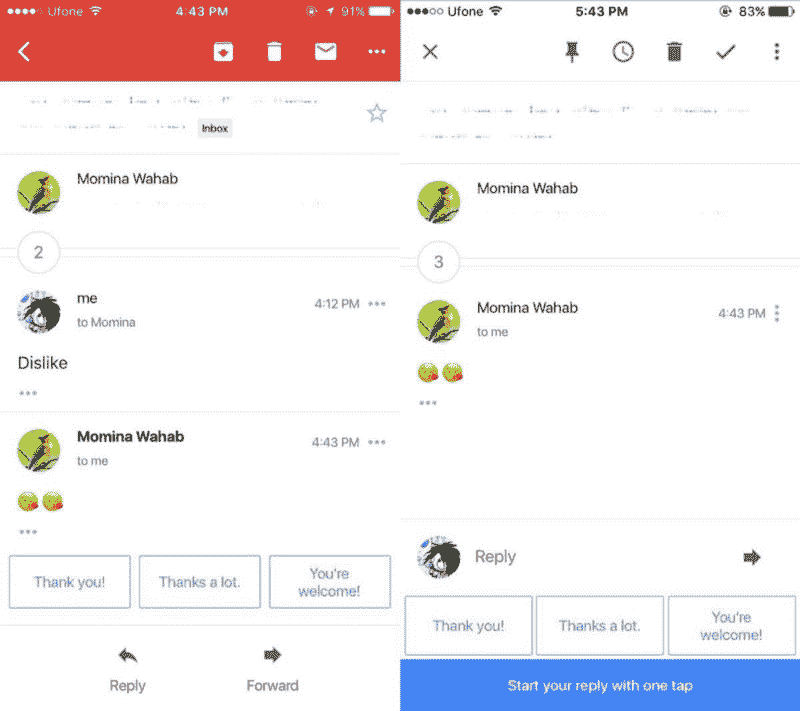 Ufone 4:43 PM 91%
Inbox
Momina Wahab
2
me 4:12 PM
to Momina
Dislike
Momina Wahab 4:43 PM
to me
Thank you!
Thanks a lot.
You're
welcome!
Reply
Forward
Ufone 5:43 PM 83%
Momina Wahab
3
Momina Wahab 4:43 PM
to me
Reply
Thank you!
Thanks a lot.
You're
welcome!
Start your reply with one tap